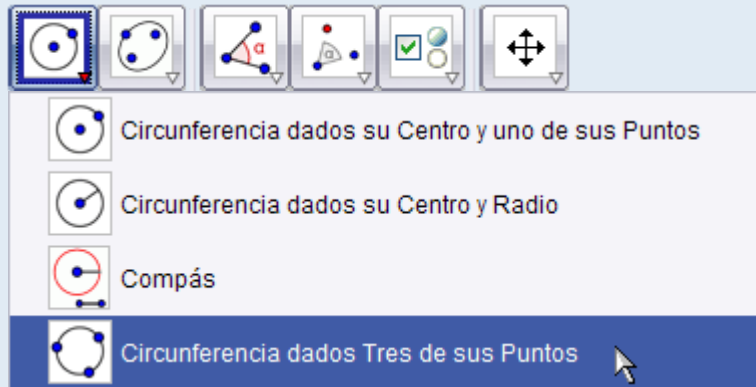 α
α
Circunferencia dados su Centro y uno de sus Puntos
Circunferencia dados su Centro y Radio
Compás
Circunferencia dados Tres de sus Puntos